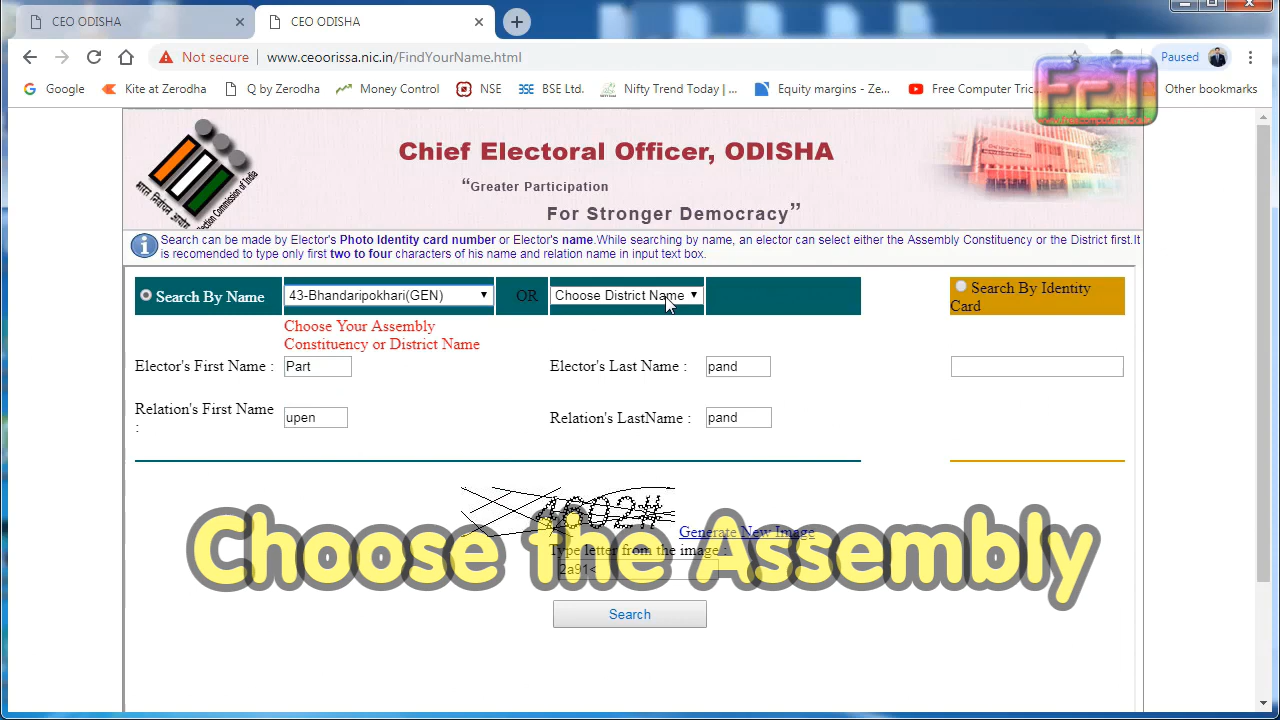 CEO ODISHA
CEO ODISHA
Not secure
www.ceoorissa.nic.in/FindYourName.html
Paused
Google
Kite at Zerodha
Q by Zerodha
Money Control
NSE
BSE Ltd.
Nifty Trend Today | ...
Equity margins - Ze...
Free Computer Tric...
Other bookmarks
FCT
Chief Electoral Officer, ODISHA
“Greater Participation
For Stronger Democracy”
Search can be made by Elector's Photo Identity card number or Elector's name.While searching by name, an elector can select either the Assembly Constituency or the District first.It
is recomended to type only first two to four characters of his name and relation name in input text box.
Search By Name
43-Bhandaripokhari(GEN)
OR
Choose District Name
Search By Identity
Card
Choose Your Assembly
Constituency or District Name
Elector's First Name :
Part
Elector's Last Name :
pand
Relation's First Name
:
upen
Relation's LastName :
pand
Generate New Image
Type letter from the image :
2a91<
Choose the Assembly
Search